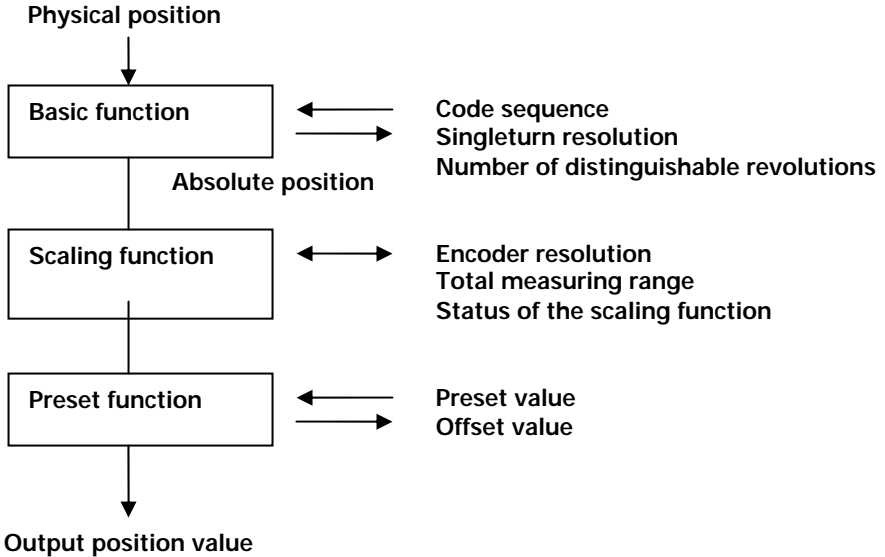 Physical position
Basic function
Code sequence
Singleturn resolution
Number of distinguishable revolutions
Absolute position
Scaling function
Encoder resolution
Total measuring range
Status of the scaling function
Preset function
Preset value
Offset value
Output position value